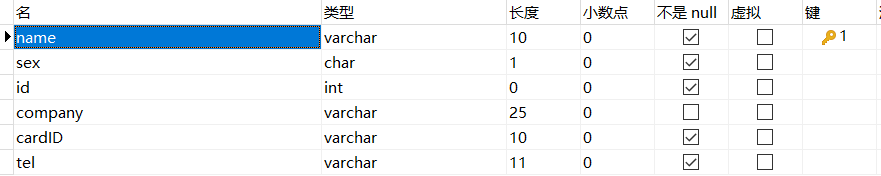 名 类型 长度 小数点 不是 null 虚拟 键
name varchar 10 0 1
sex char 1 0
id int 0 0
company varchar 25 0
cardID varchar 10 0
tel varchar 11 0